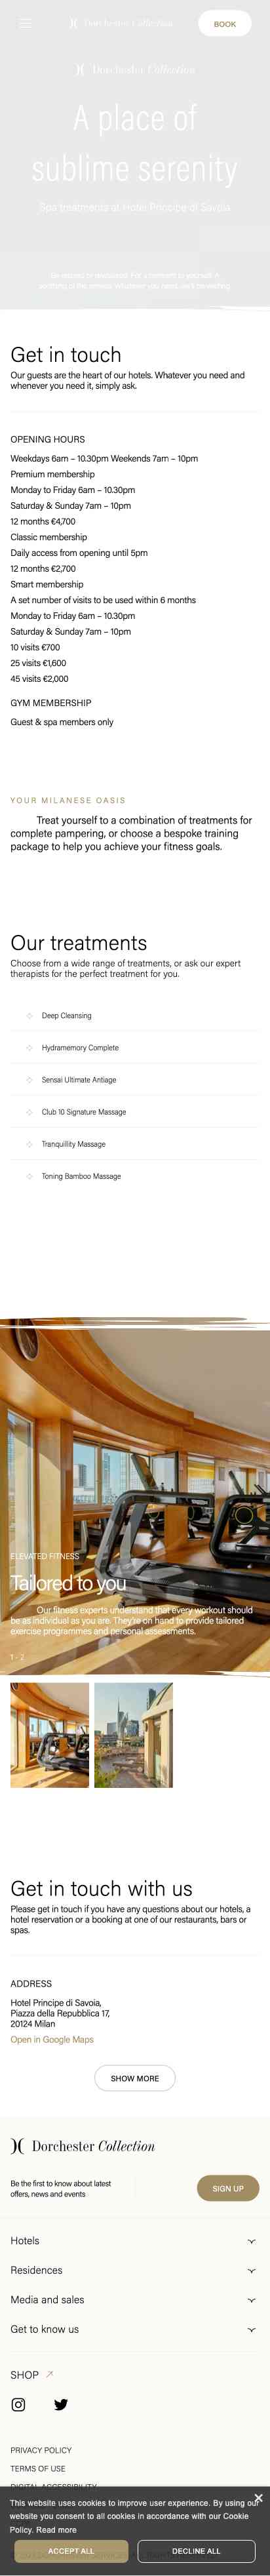 Dorchester Collection
BOOK
Dorchester Collection
A place of
sublime serenity
Spa treatments at Hotel Principe di Savoia
Get in touch
Our guests are the heart of our hotels. Whatever you need and
whenever you need it, simply ask.
OPENING HOURS
Weekdays 6am – 10.30pm Weekends 7am – 10pm
Premium membership
Monday to Friday 6am – 10.30pm
Saturday & Sunday 7am – 10pm
12 months €4,700
Classic membership
Daily access from opening until 5pm
12 months €2,700
Smart membership
A set number of visits to be used within 6 months
Monday to Friday 6am – 10.30pm
Saturday & Sunday 7am – 10pm
10 visits €700
25 visits €1,600
45 visits €2,000
GYM MEMBERSHIP
Guest & spa members only
YOUR MILANESE OASIS
Treat yourself to a combination of treatments for
complete pampering, or choose a bespoke training
package to help you achieve your fitness goals.
Our treatments
Choose from a wide range of treatments, or ask our expert
therapists for the perfect treatment for you.
Deep Cleansing
Hydramemory Complete
Sensai Ultimate Antiage
Club 10 Signature Massage
Tranquillity Massage
Toning Bamboo Massage
ELEVATED FITNESS
Tailored to you
Our fitness experts understand that every workout should
be as individual as you are. They're on hand to provide tailored
exercise programmes and personal assessments.
1 - 2
Get in touch with us
Please get in touch if you have any questions about our hotels, a
hotel reservation or a booking at one of our restaurants, bars or
spas.
ADDRESS
Hotel Principe di Savoia,
Piazza della Repubblica 17,
20124 Milan
Open in Google Maps
SHOW MORE
Dorchester Collection
Be the first to know about latest
offers, news and events
SIGN UP
Hotels
Residences
Media and sales
Get to know us
SHOP
PRIVACY POLICY
TERMS OF USE
DIGITAL ACCESSIBILITY
This website uses cookies to improve user experience. By using our
website you consent to all cookies in accordance with our Cookie
Policy. Read more
ACCEPT ALL
DECLINE ALL